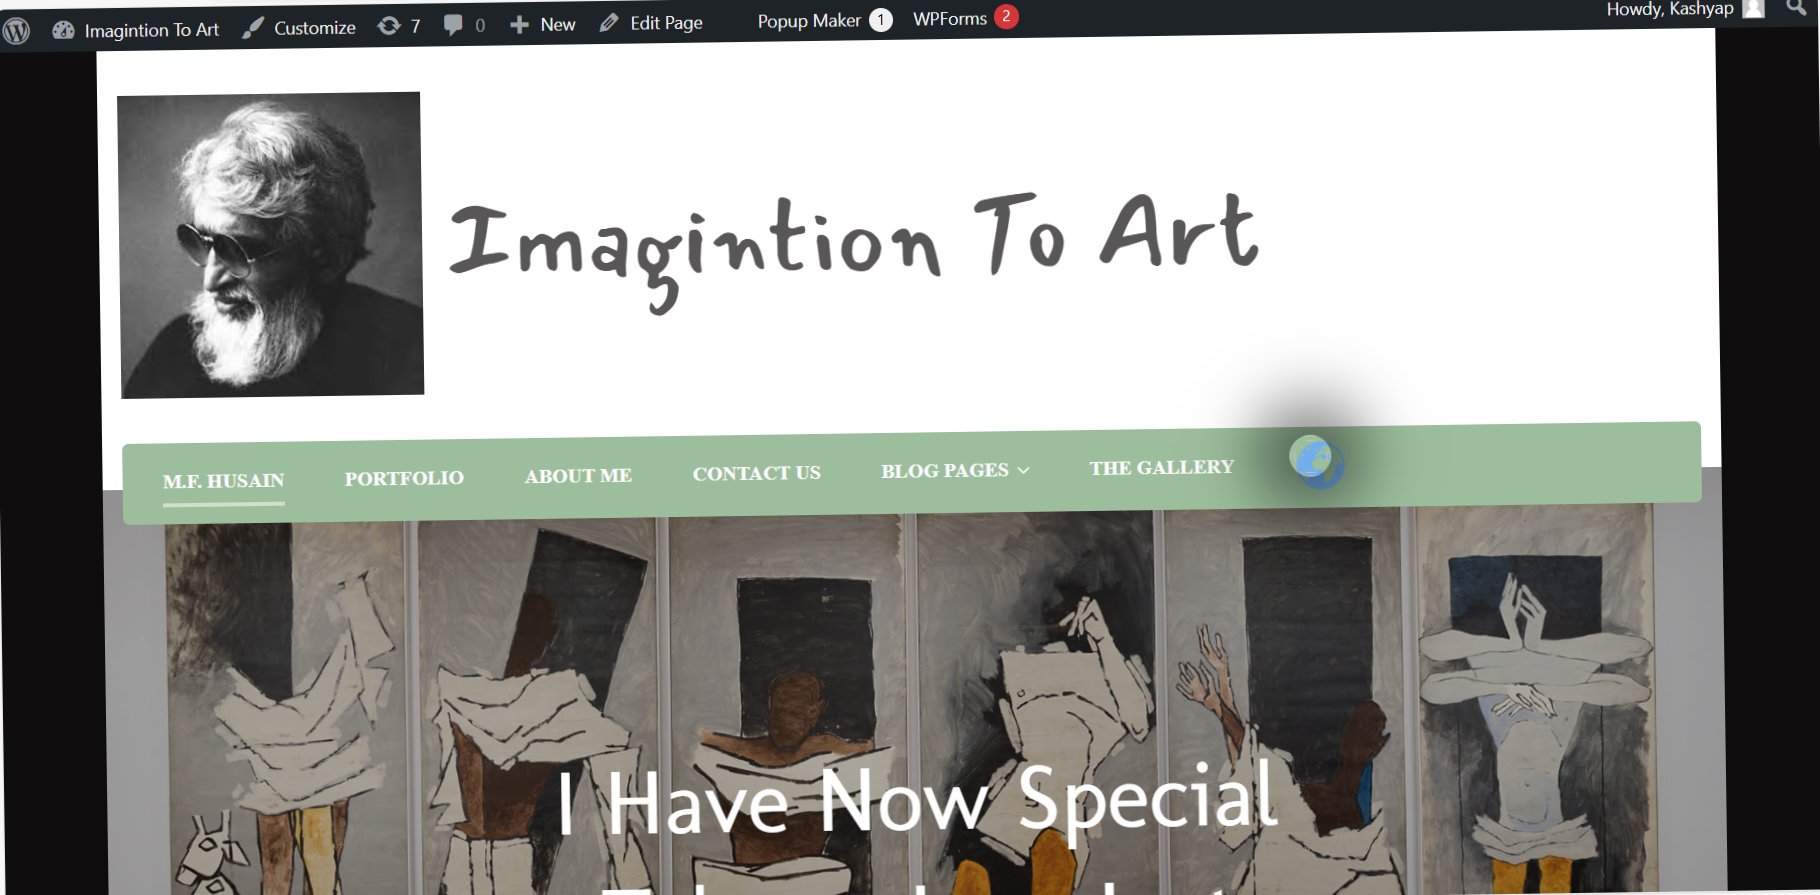 Imagintion To Art Customize 7 0 New Edit Page Popup Maker 1 WPForms 2 Howdy, Kashyap
Imagintion To Art
M.F. HUSAIN PORTFOLIO ABOUT ME CONTACT US BLOG PAGES THE GALLERY
I Have Now Special